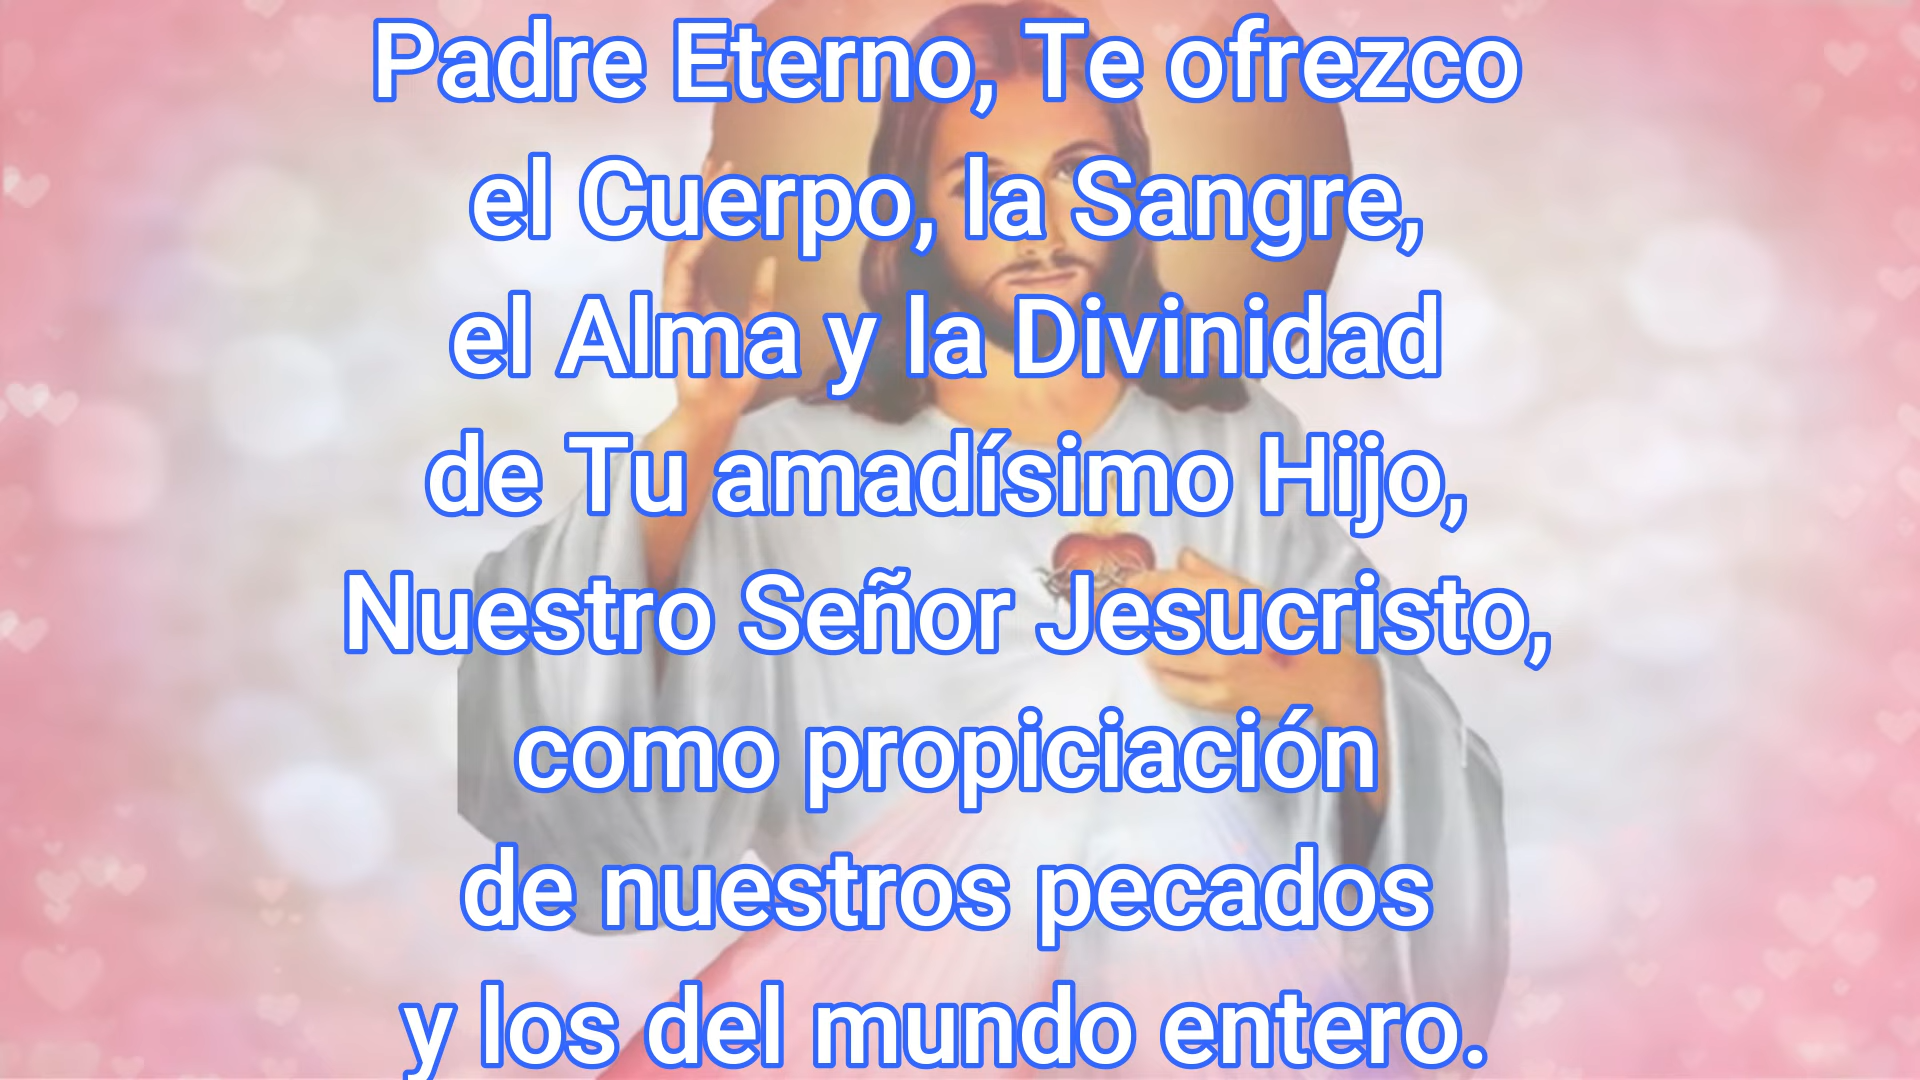 Padre Eterno, Te ofrezco
el Cuerpo, la Sangre,
el Alma y la Divinidad
de Tu amadísimo Hijo,
Nuestro Señor Jesucristo,
como propiciación
de nuestros pecados
y los del mundo entero.